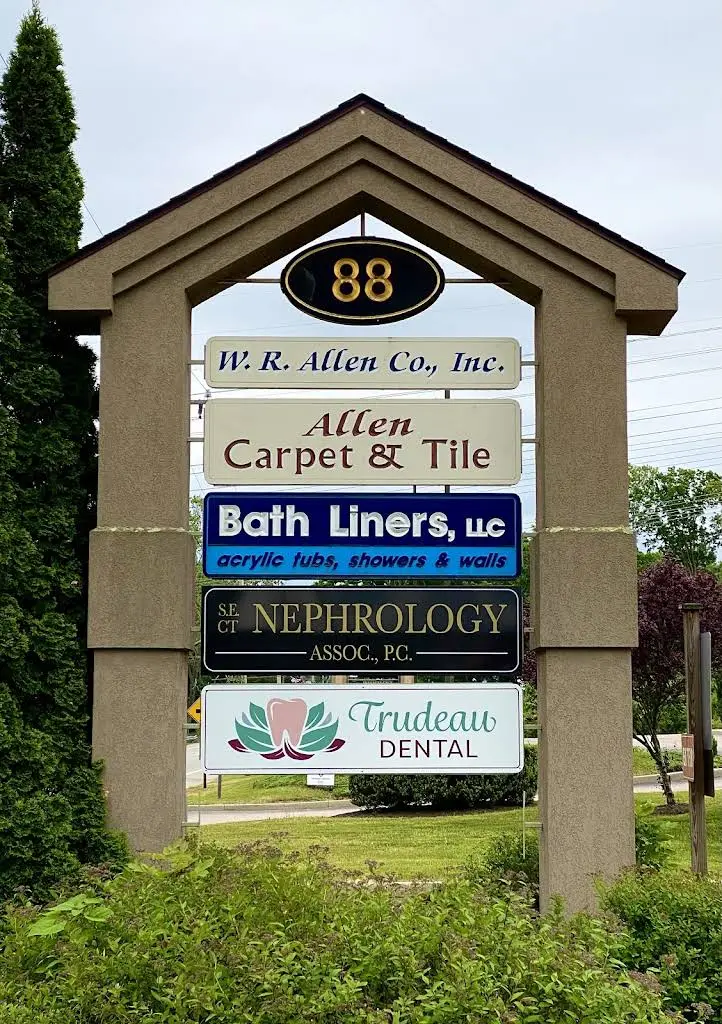 88
W. R. Allen Co., Inc.
Allen
Carpet & Tile
Bath Liners, LLC
acrylic tubs, showers & walls
S.E.
CT
NEPHROLOGY
ASSOC., P.C.
Trudeau
DENTAL